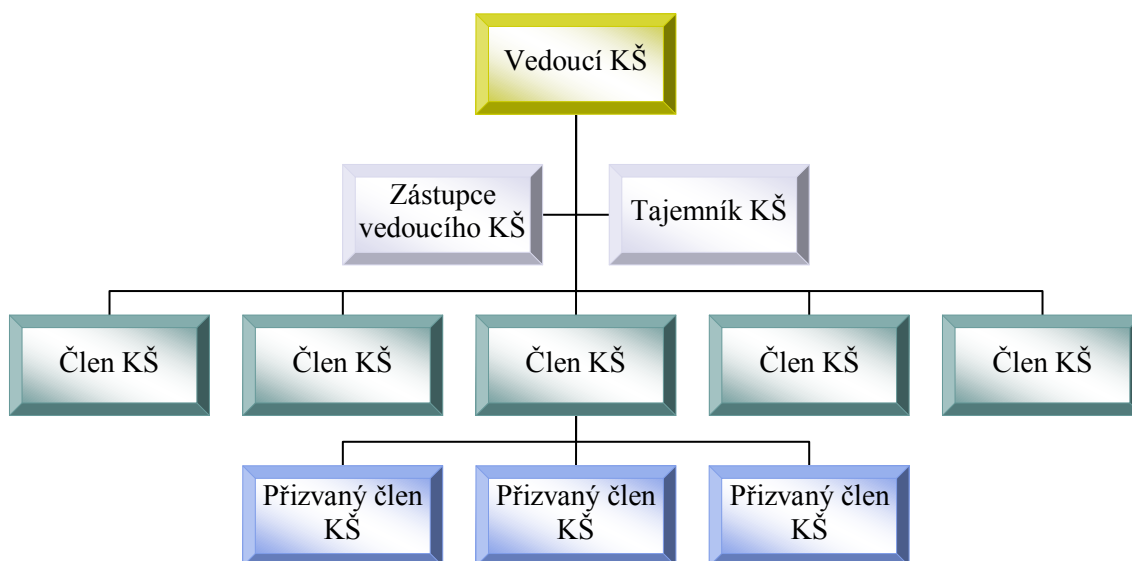 Vedoucí KŠ
Zástupce
vedoucího KŠ
Tajemník KŠ
Člen KŠ
Člen KŠ
Člen KŠ
Člen KŠ
Člen KŠ
Přizvaný člen
KŠ
Přizvaný člen
KŠ
Přizvaný člen
KŠ